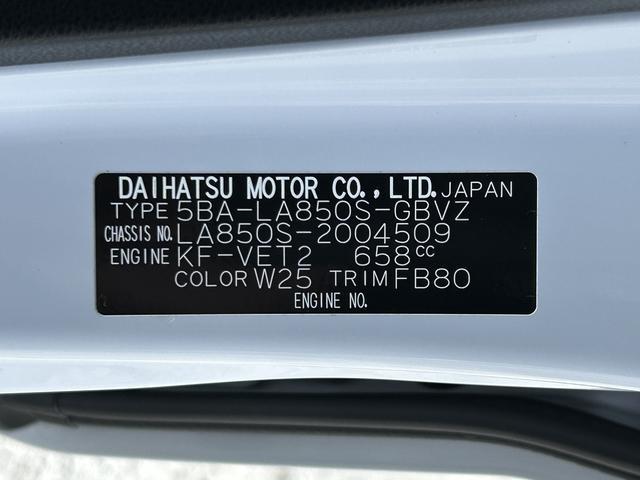 DAIHATSU MOTOR CO., LTD. JAPAN
TYPE 5BA-LA850S-GBVZ
CHASSIS NO. LA850S-2004509
ENGINE KF-VET2 658cc
COLOR W25 TRIM FB80
ENGINE NO.